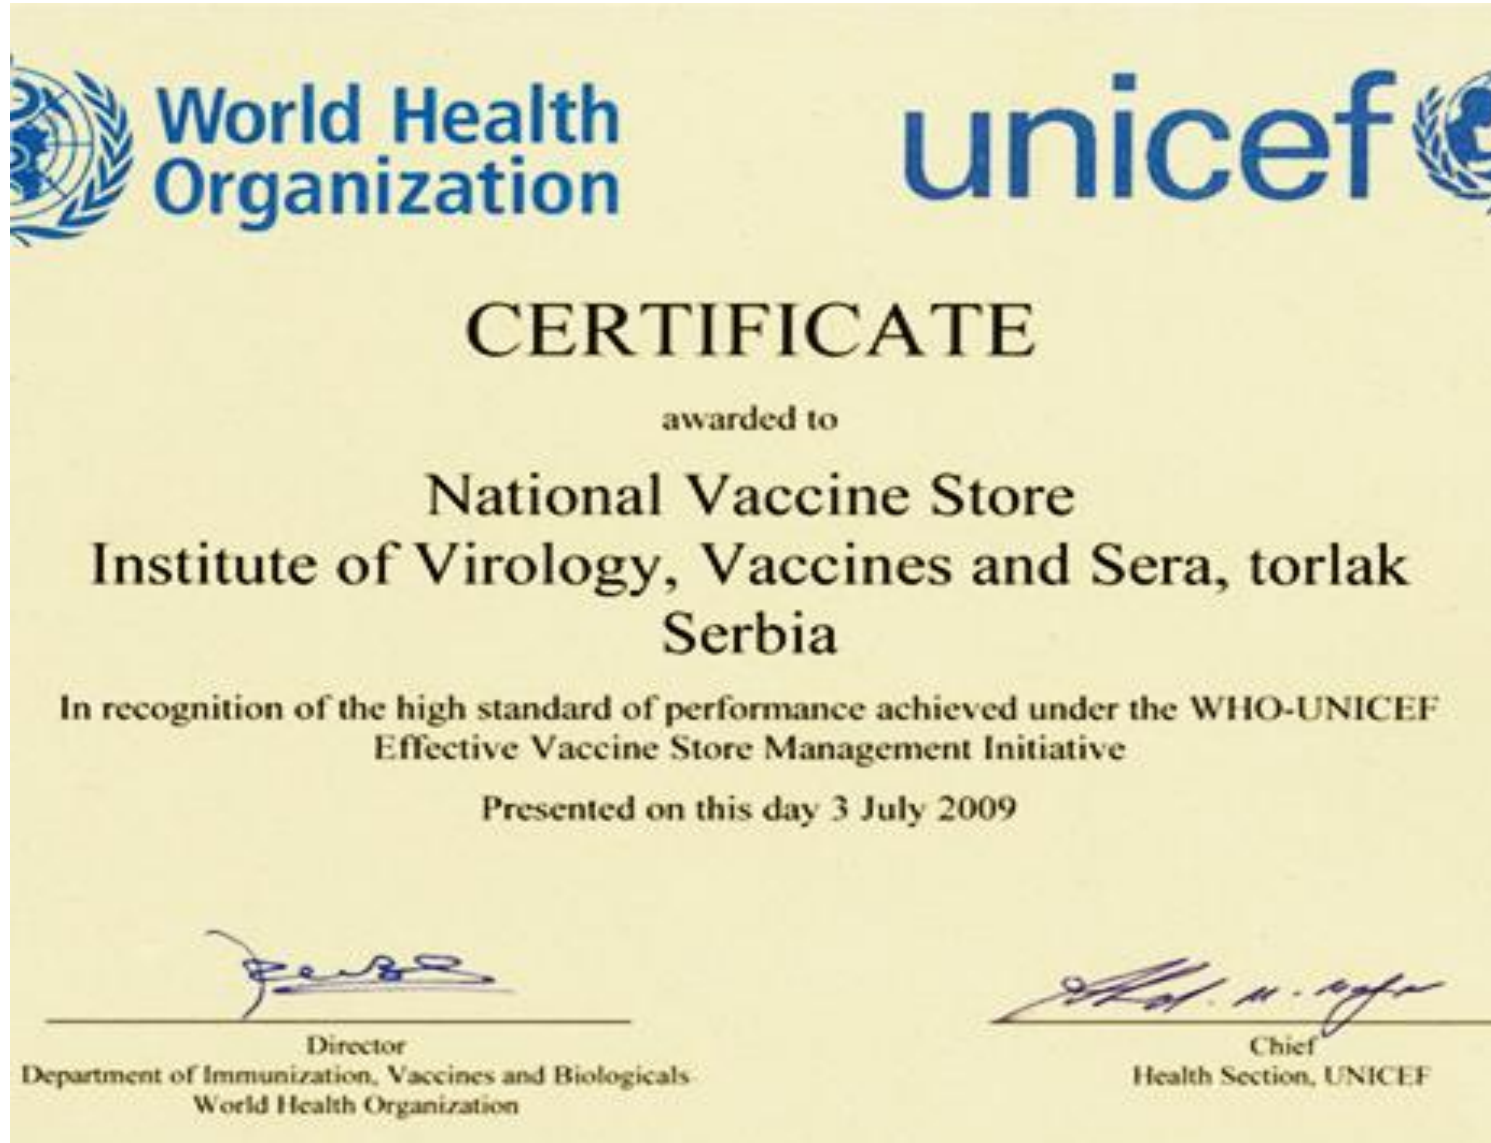 World Health
Organization
unicef
CERTIFICATE
awarded to
National Vaccine Store
Institute of Virology, Vaccines and Sera, torlak
Serbia
In recognition of the high standard of performance achieved under the WHO-UNICEF
Effective Vaccine Store Management Initiative
Presented on this day 3 July 2009
Director
Department of Immunization, Vaccines and Biologicals
World Health Organization
Chief
Health Section, UNICEF